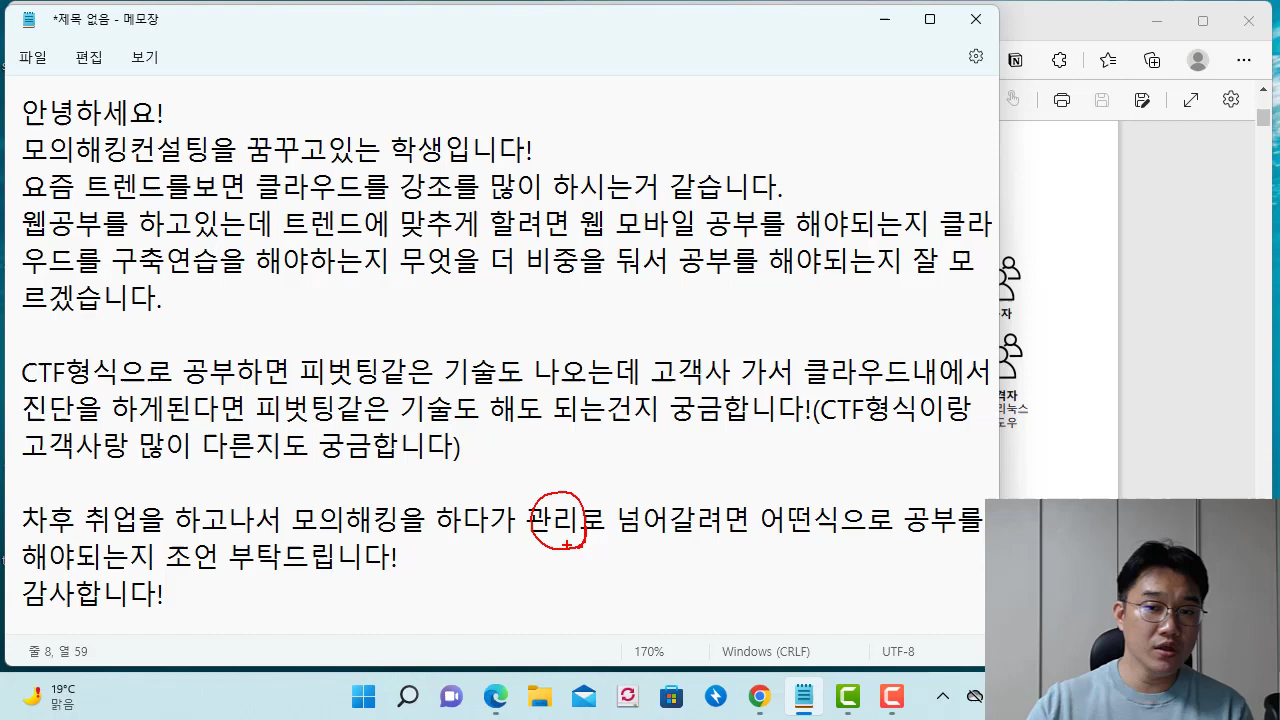 *제목 없음 - 메모장
파일 편집 보기
안녕하세요!
모의해킹컨설팅을 꿈꾸고있는 학생입니다!
요즘 트렌드를보면 클라우드를 강조를 많이 하시는거 같습니다.
웹공부를 하고있는데 트렌드에 맞추게 할려면 웹 모바일 공부를 해야되는지 클라
우드를 구축연습을 해야하는지 무엇을 더 비중을 둬서 공부를 해야되는지 잘 모
르겠습니다.
CTF형식으로 공부하면 피벗팅같은 기술도 나오는데 고객사 가서 클라우드내에서
진단을 하게된다면 피벗팅같은 기술도 해도 되는건지 궁금합니다!(CTF형식이랑
고객사랑 많이 다른지도 궁금합니다)
차후 취업을 하고나서 모의해킹을 하다가 관리로 넘어갈려면 어떤식으로 공부를
해야되는지 조언 부탁드립니다!
감사합니다!
줄 8, 열 59 170% Windows (CRLF) UTF-8
자
격자
리눅스
도우
19°C
맑음